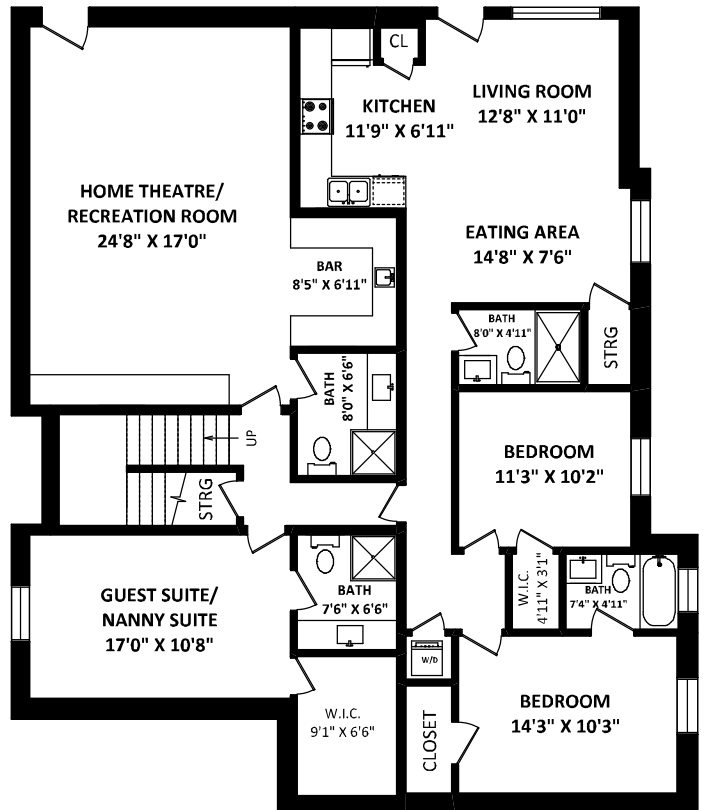 CL
KITCHEN
11'9" X 6'11"
LIVING ROOM
12'8" X 11'0"
HOME THEATRE/
RECREATION ROOM
24'8" X 17'0"
EATING AREA
14'8" X 7'6"
BAR
8'5" X 6'11"
BATH
8'0" X 4'11"
STRG
BATH
8'0" X 6'6"
UP
STRG
BEDROOM
11'3" X 10'2"
GUEST SUITE/
NANNY SUITE
17'0" X 10'8"
BATH
7'6" X 6'6"
W.I.C.
4'11" X 3'1"
BATH
7'4" X 4'11"
W/D
W.I.C.
9'1" X 6'6"
CLOSET
BEDROOM
14'3" X 10'3"